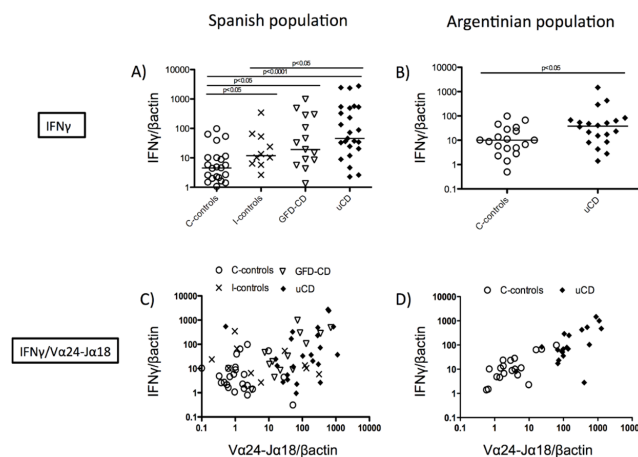 Spanish population
Argentinian population
A)
B)
p<0.05
p<0.0001
p<0.05
p<0.05
p<0.05
IFNγ
IFNγ/βactin
10000
1000
100
10
1
C-controls
I-controls
GFD-CD
uCD
IFNγ/βactin
10000
1000
100
10
1
0.1
C-controls
uCD
C)
C-controls
GFD-CD
I-controls
uCD
D)
C-controls
uCD
IFNγ/Vα24-Jα18
IFNγ/βactin
10000
1000
100
10
1
0.1
0.1 1 10 100 1000 10000
Vα24-Jα18/βactin
IFNγ/βactin
10000
1000
100
10
1
0.1
0.1 1 10 100 1000 10000
Vα24-Jα18/βactin